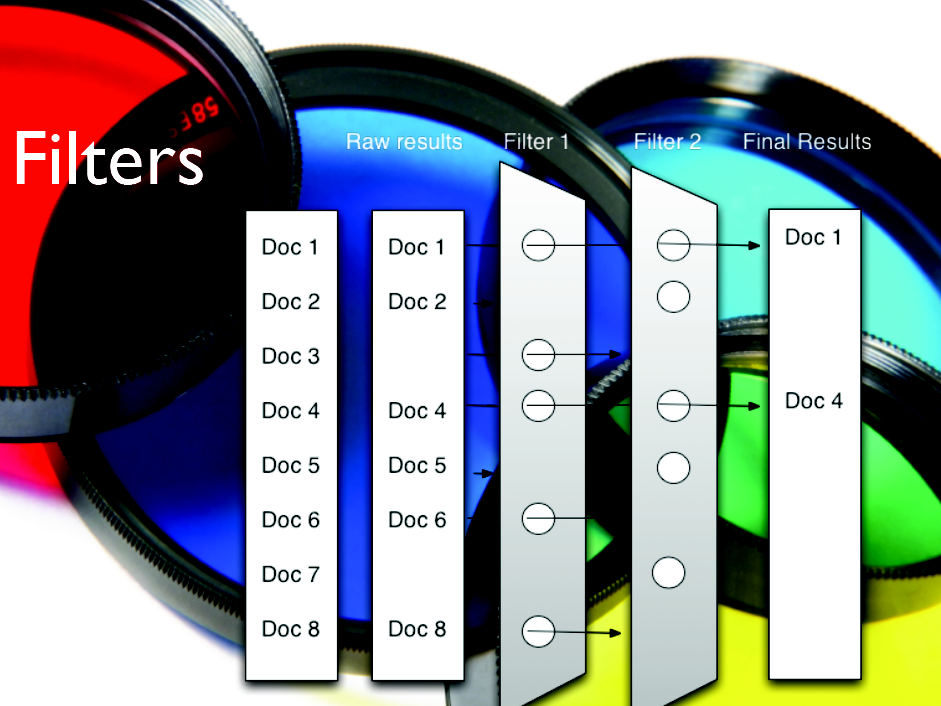 Filters
Raw results Filter 1 Filter 2 Final Results
Doc 1 Doc 1 Doc 1
Doc 2 Doc 2
Doc 3
Doc 4 Doc 4 Doc 4
Doc 5 Doc 5
Doc 6 Doc 6
Doc 7
Doc 8 Doc 8